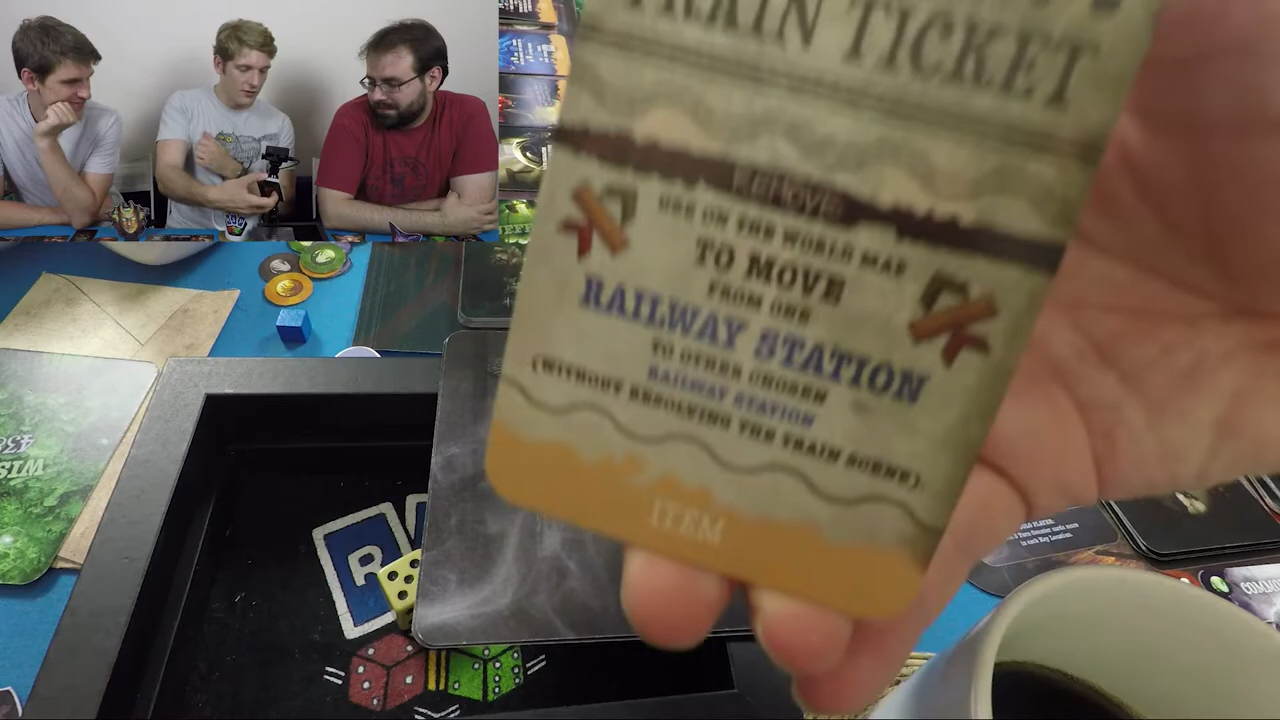 TRAIN TICKET
REMOVE
USE ON THE WORLD MAP
TO MOVE
FROM ONE
RAILWAY STATION
TO OTHER CHOSEN
RAILWAY STATION
(WITHOUT RESOLVING THE TRAIN SCENE).
ITEM
R